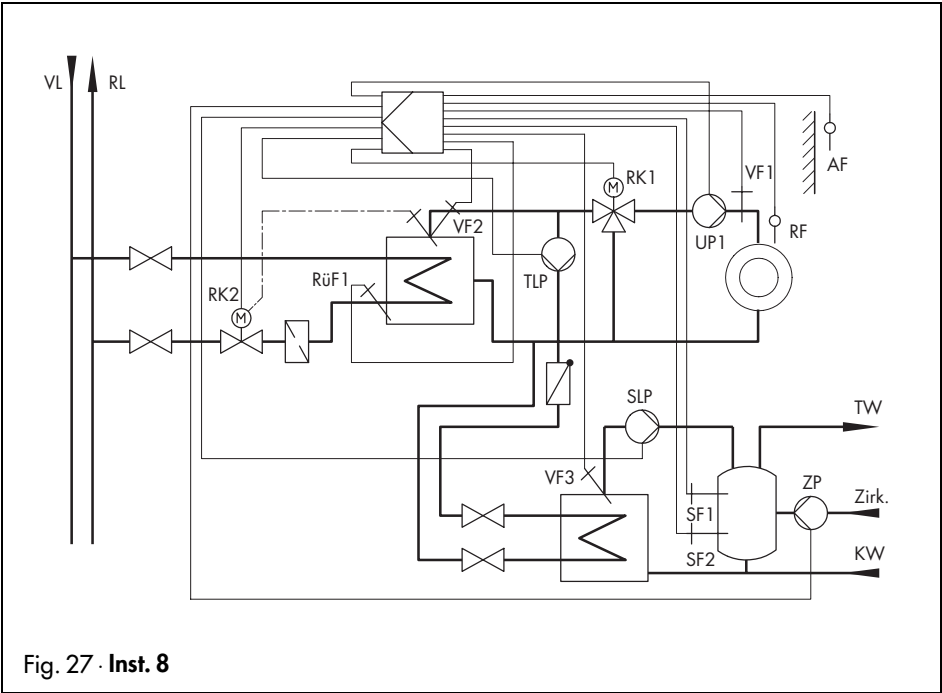 VL RL
M RK1
VF1
AF
VF2
UP1
RF
RüF1
TLP
RK2
M
SLP
TW
VF3
ZP
Zirk.
SF1
SF2
KW
Fig. 27 · Inst. 8